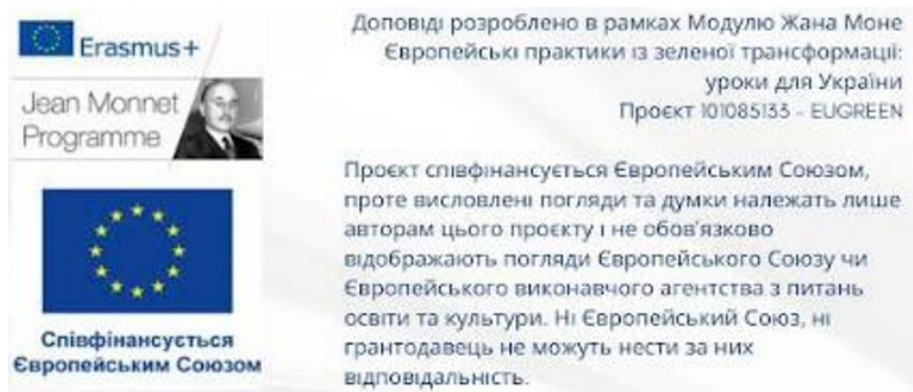 Erasmus+
Jean Monnet
Programme
Співфінансується
Європейським Союзом
Доповіді розроблено в рамках Модулю Жана Моне
Європейські практики із зеленої трансформації:
уроки для України
Проєкт 101085133 – EUGREEN
Проєкт співфінансується Європейським Союзом,
проте висловлені погляди та думки належать лише
авторам цього проєкту і не обов'язково
відображають погляди Європейського Союзу чи
Європейського виконавчого агентства з питань
освіти та культури. Ні Європейський Союз, ні
грантодавець не можуть нести за них
відповідальність.